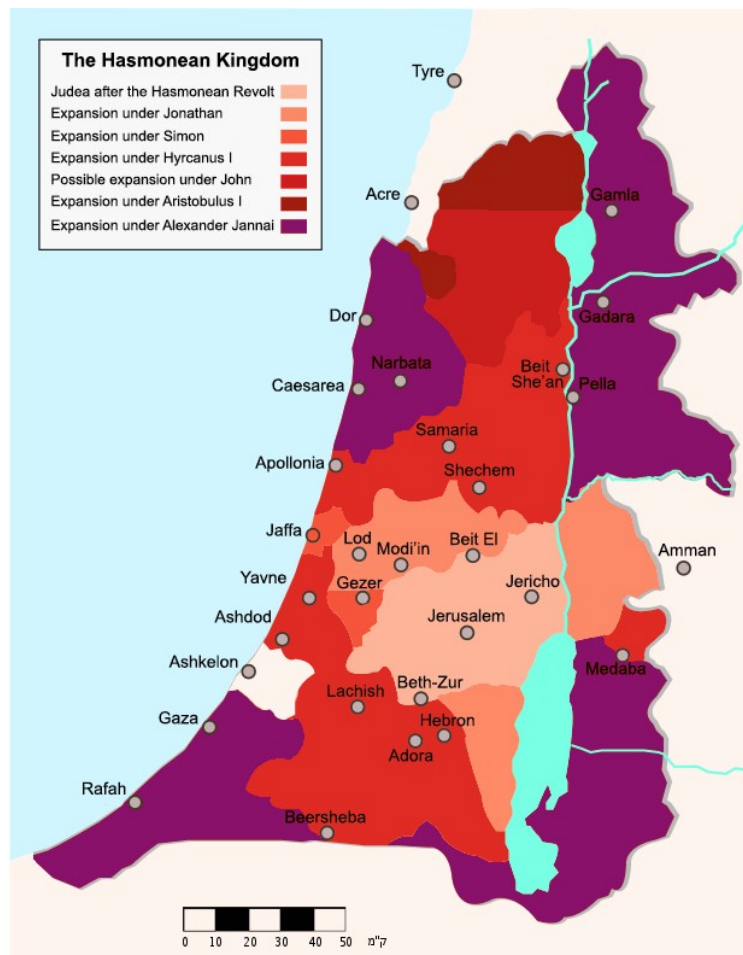 The Hasmonean Kingdom
Judea after the Hasmonean Revolt
Expansion under Jonathan
Expansion under Simon
Expansion under Hyrcanus I
Possible expansion under John
Expansion under Aristobulus I
Expansion under Alexander Jannai
Tyre
Acre
Gamla
Gadara
Dor
Narbata
Beit
She'an
Caesarea
Pella
Samaria
Apollonia
Shechem
Jaffa
Lod
Beit El
Modi'in
Amman
Yavne
Gezer
Jericho
Ashdod
Jerusalem
Ashkelon
Medaba
Lachish
Beth-Zur
Gaza
Hebron
Adora
Rafah
Beersheba
0 10 20 30 40 50 ק"מ